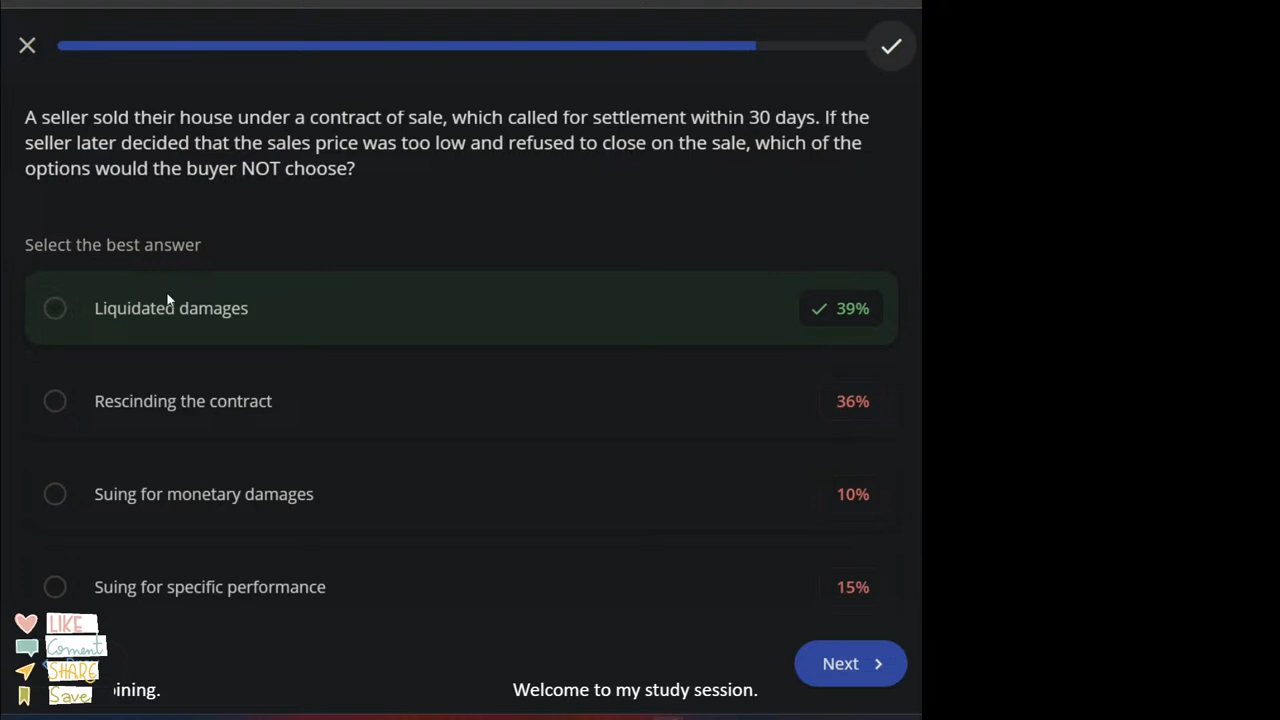 A seller sold their house under a contract of sale, which called for settlement within 30 days. If the
seller later decided that the sales price was too low and refused to close on the sale, which of the
options would the buyer NOT choose?
Select the best answer
Liquidated damages
39%
Rescinding the contract
36%
Suing for monetary damages
10%
Suing for specific performance
15%
LIKE
Coment
SHARE
Save
Next
ining.
Welcome to my study session.